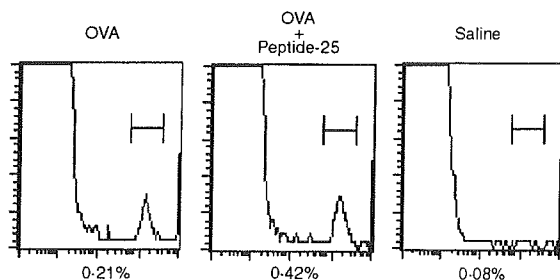 OVA
OVA
+
Peptide-25
Saline
0·21%
0·42%
0·08%